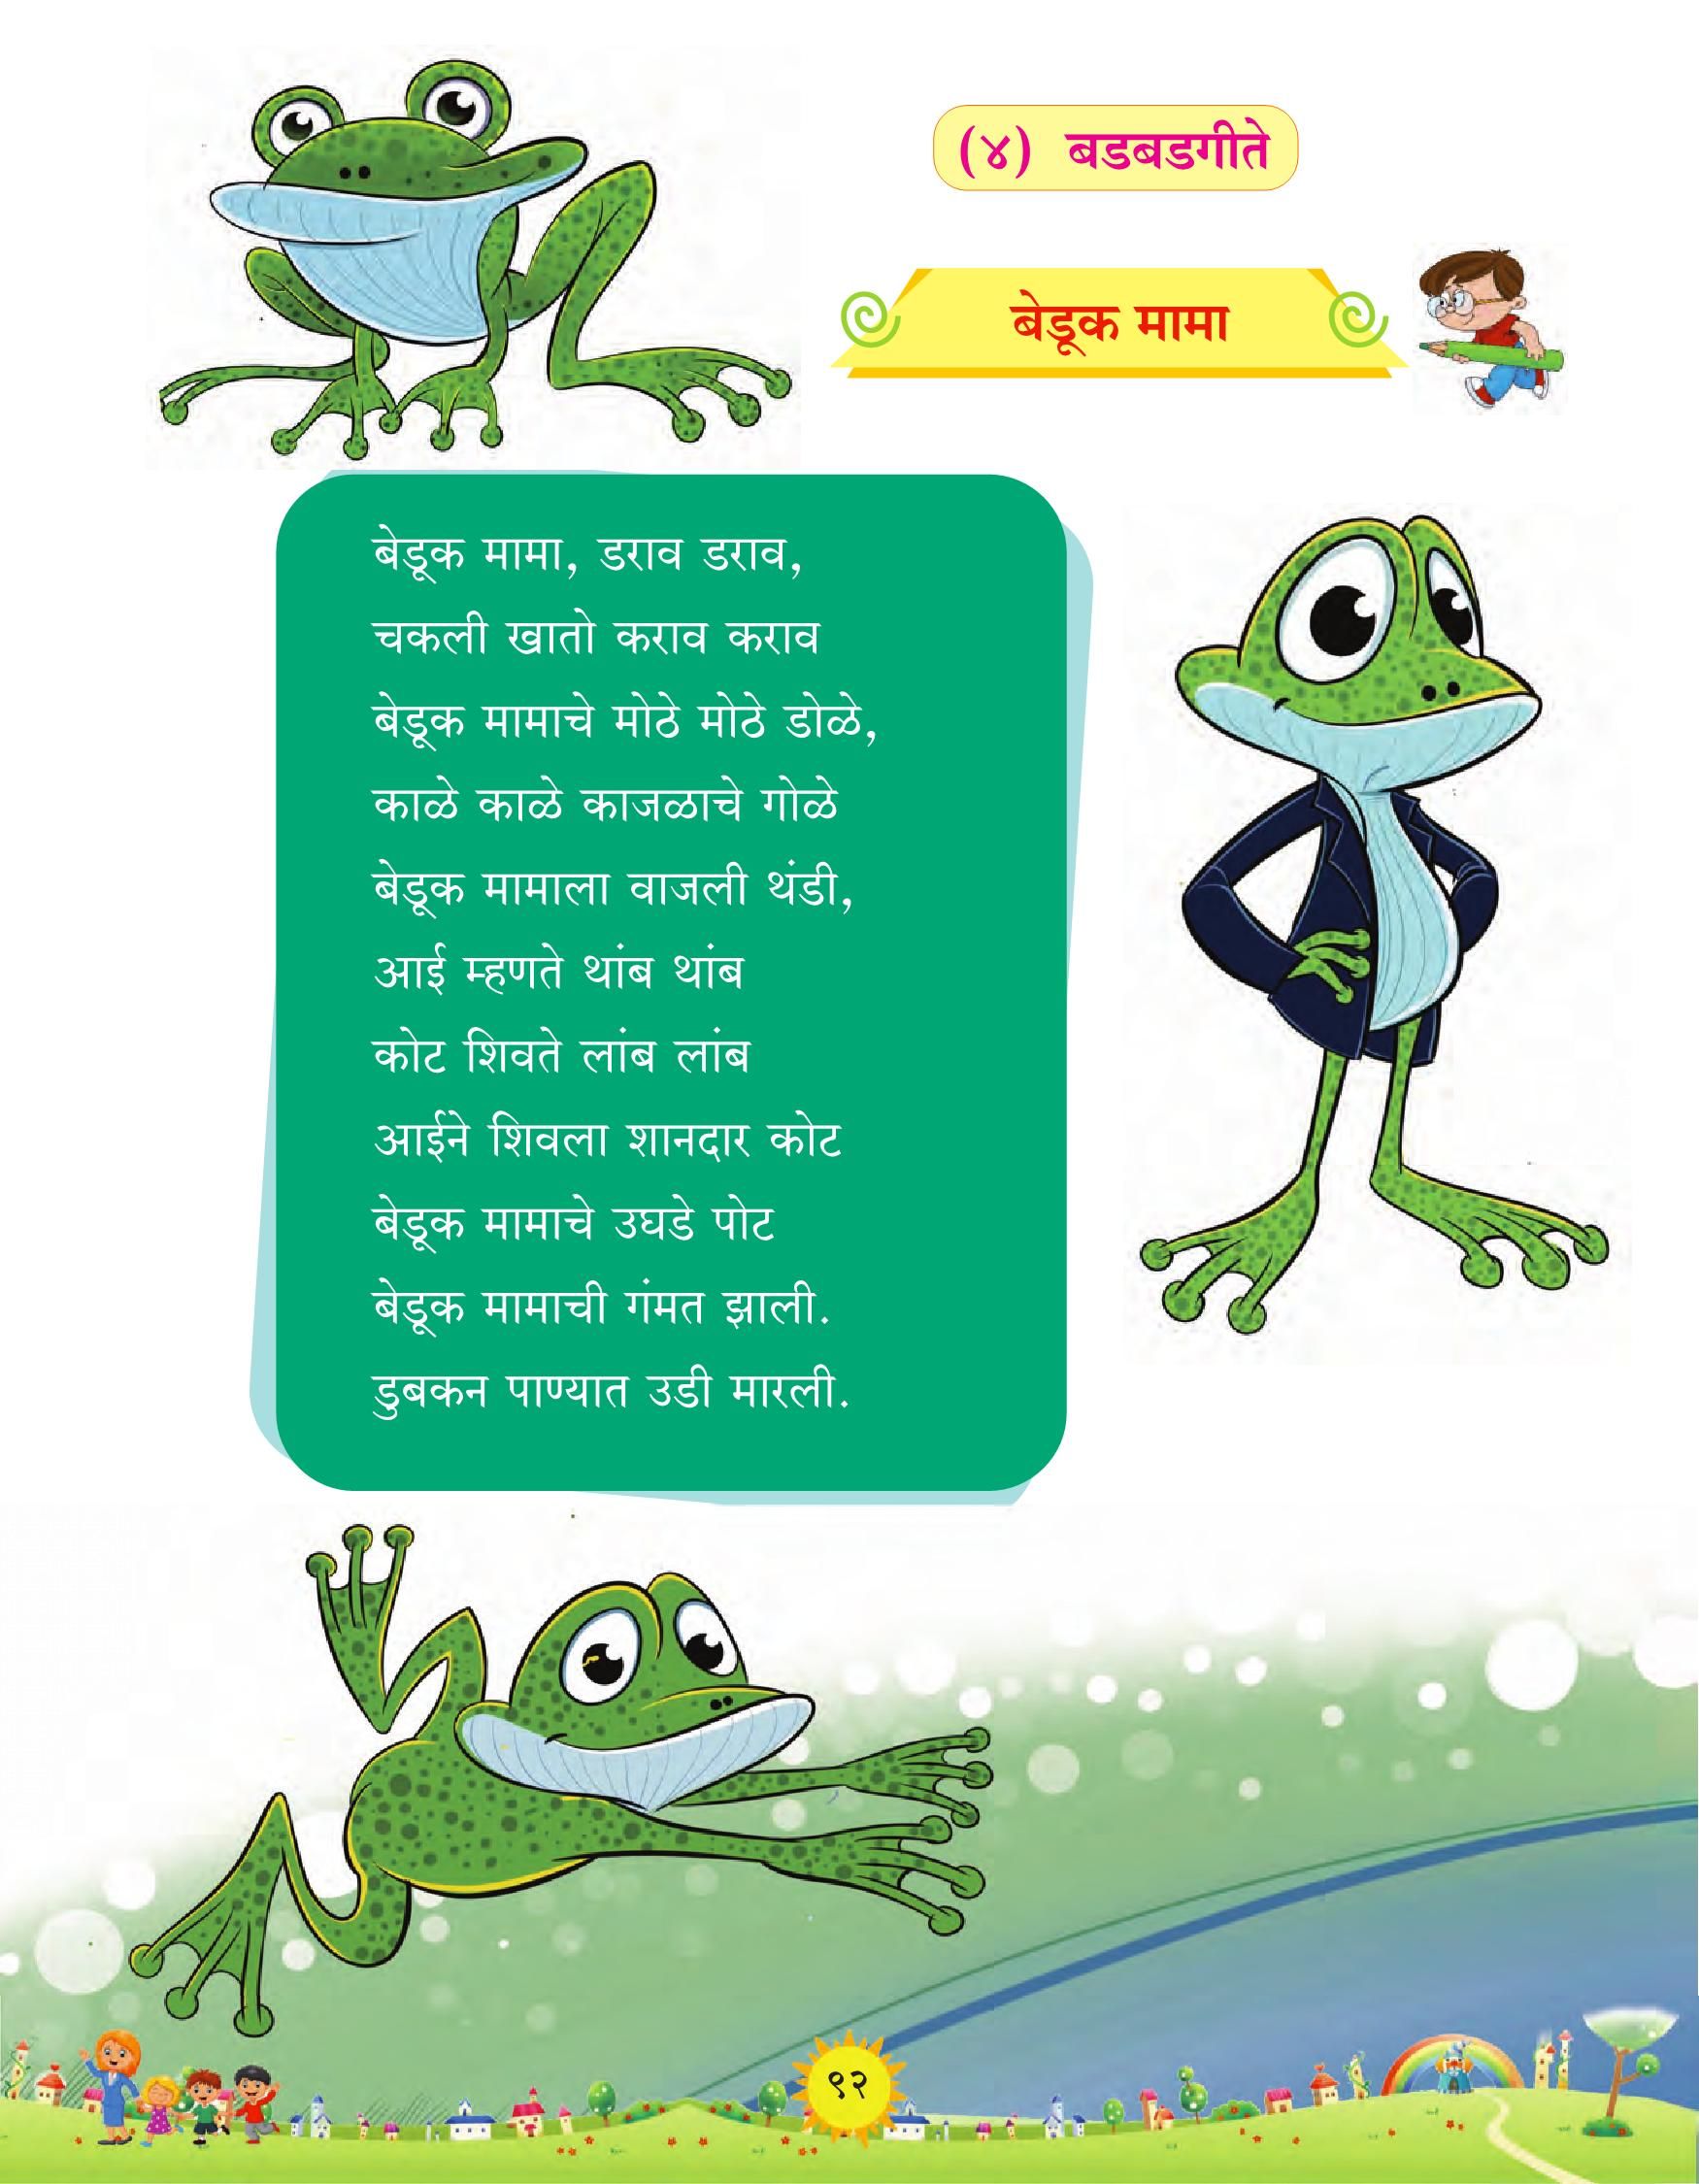 (४) बडबडगीते
बेडूक मामा
बेडूक मामा, डराव डराव,
चकली खातो कराव कराव
बेडूक मामाचे मोठे मोठे डोळे,
काळे काळे काजळाचे गोळे
बेडूक मामाला वाजली थंडी,
आई म्हणते थांब थांब
कोट शिवते लांब लांब
आईने शिवला शानदार कोट
बेडूक मामाचे उघडे पोट
बेडूक मामाची गंमत झाली.
डुबकन पाण्यात उडी मारली.
९२